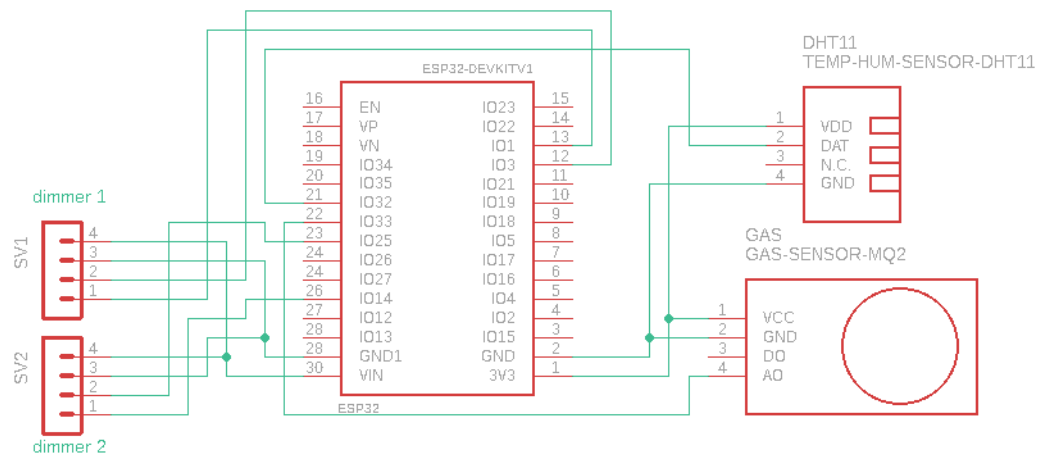 DHT11
TEMP-HUM-SENSOR-DHT11
1 VDD
2 DAT
3 N.C.
4 GND
ESP32-DEVKITV1
16 EN IO23 15
17 VP IO22 14
18 VN IO1 13
19 IO34 IO3 12
20 IO35 IO21 11
21 IO32 IO19 10
22 IO33 IO18 9
23 IO25 IO5 8
24 IO26 IO17 7
24 IO27 IO16 6
26 IO14 IO4 5
27 IO12 IO2 4
28 IO13 IO15 3
28 GND1 GND 2
30 VIN 3V3 1
ESP32
dimmer 1
SV1
4
3
2
1
SV2
4
3
2
1
dimmer 2
GAS
GAS-SENSOR-MQ2
1 VCC
2 GND
3 DO
4 AO